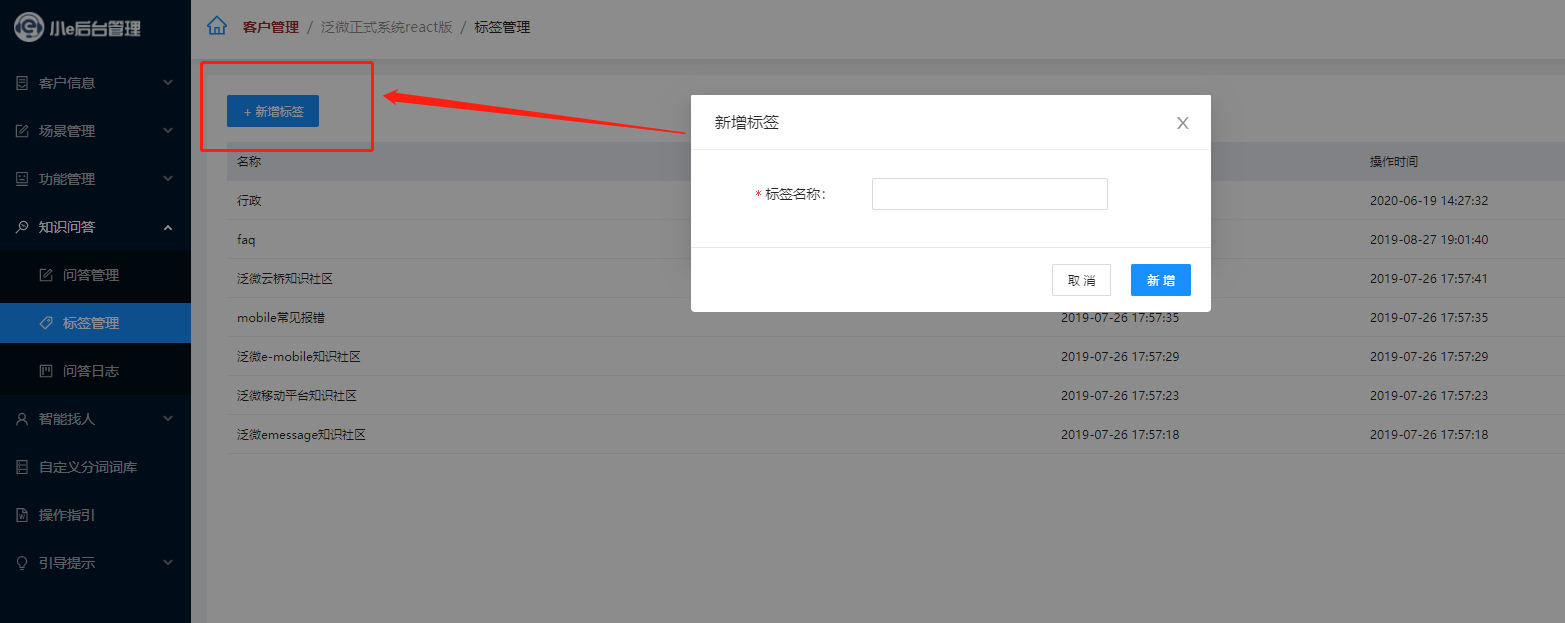 小e后台管理
客户信息
场景管理
功能管理
知识问答
问答管理
标签管理
问答日志
智能找人
自定义分词词库
操作指引
引导提示
客户管理 / 泛微正式系统react版 / 标签管理
+ 新增标签
名称 操作时间
行政 2020-06-19 14:27:32
faq 2019-08-27 19:01:40
泛微云桥知识社区 2019-07-26 17:57:41
mobile常见报错 2019-07-26 17:57:35 2019-07-26 17:57:35
泛微e-mobile知识社区 2019-07-26 17:57:29 2019-07-26 17:57:29
泛微移动平台知识社区 2019-07-26 17:57:23 2019-07-26 17:57:23
泛微emessage知识社区 2019-07-26 17:57:18 2019-07-26 17:57:18
新增标签
* 标签名称：
取 消 新 增